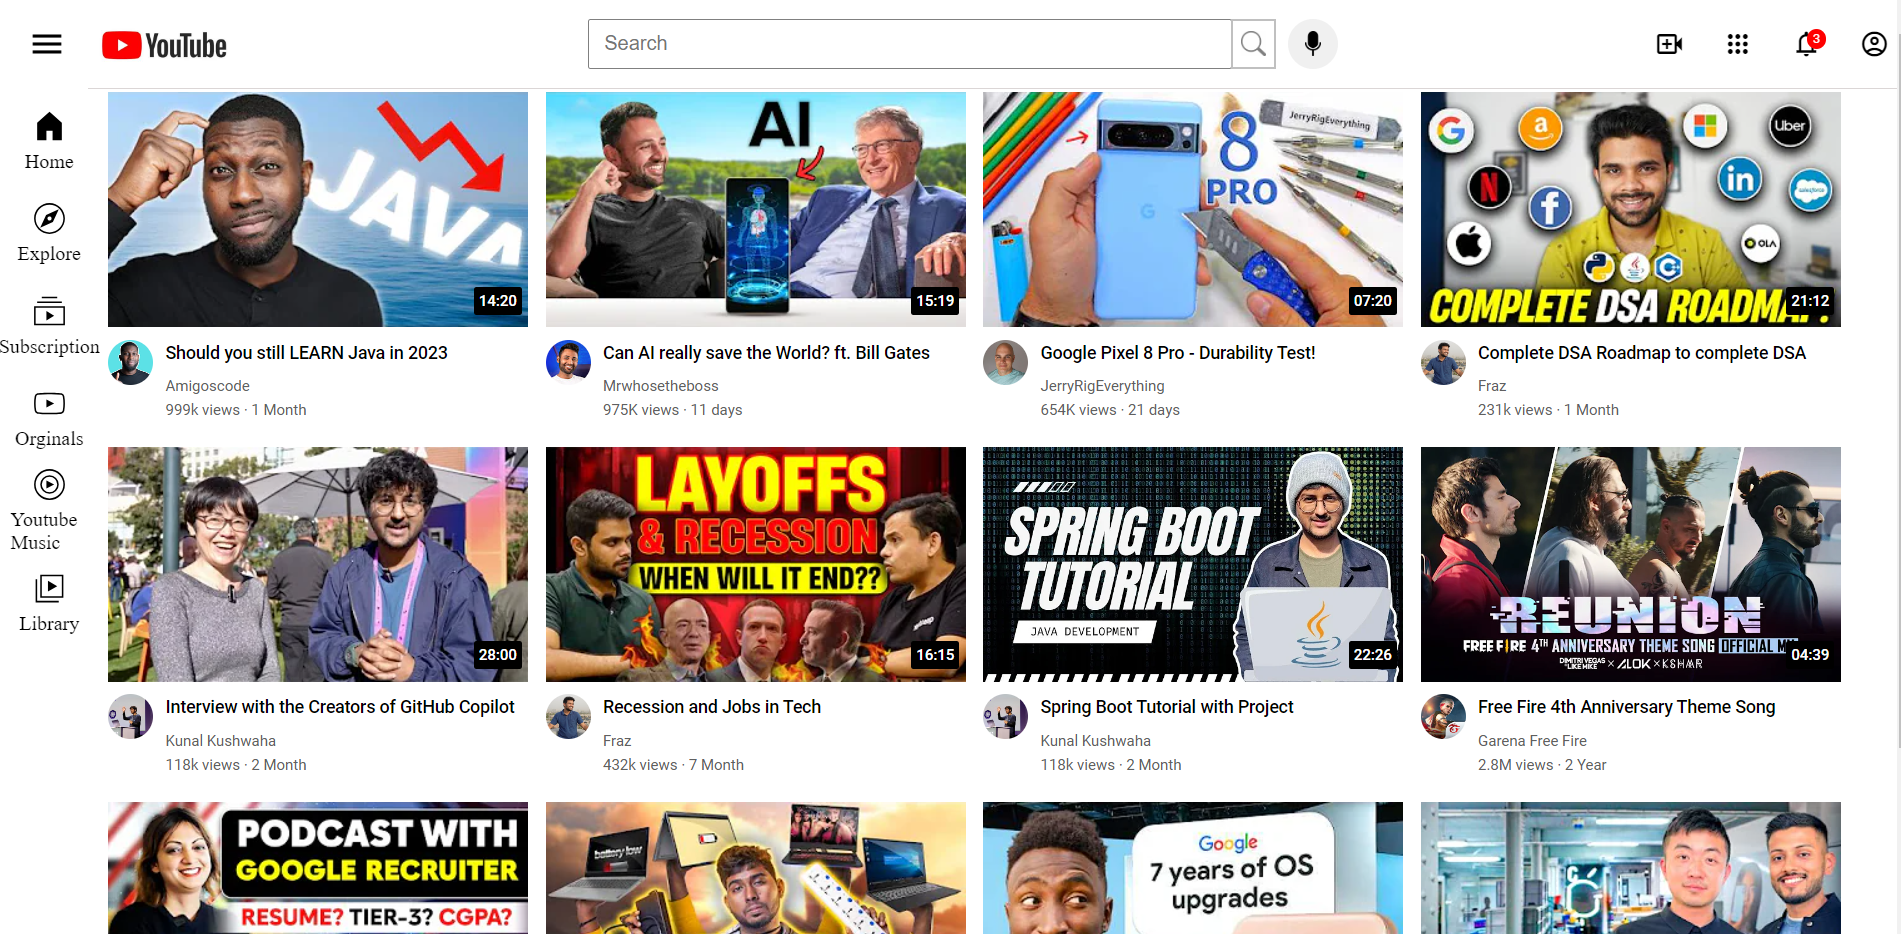 YouTube
Search
3
Home
Explore
Subscription
Orginals
Youtube
Music
Library
JAVA
14:20
Should you still LEARN Java in 2023
Amigoscode
999k views · 1 Month
AI
15:19
Can AI really save the World? ft. Bill Gates
Mrwhosetheboss
975K views · 11 days
JerryRigEverything
8
PRO
G
07:20
Google Pixel 8 Pro - Durability Test!
JerryRigEverything
654K views · 21 days
G
a
Uber
N
f
in
salesforce
OLA
C++
COMPLETE DSA ROADMAP
21:12
Complete DSA Roadmap to complete DSA
Fraz
231k views · 1 Month
28:00
Interview with the Creators of GitHub Copilot
Kunal Kushwaha
118k views · 2 Month
LAYOFFS
& RECESSION
WHEN WILL IT END??
16:15
Recession and Jobs in Tech
Fraz
432k views · 7 Month
SPRING BOOT
TUTORIAL
JAVA DEVELOPMENT
22:26
Spring Boot Tutorial with Project
Kunal Kushwaha
118k views · 2 Month
REUNION
FREE FIRE 4TH ANNIVERSARY THEME SONG OFFICIAL M
DIMITRI VEGAS & LIKE MIKE × ALOK × KSHMR
04:39
Free Fire 4th Anniversary Theme Song
Garena Free Fire
2.8M views · 2 Year
PODCAST WITH
GOOGLE RECRUITER
RESUME? TIER-3? CGPA?
battery low
Google
7 years of OS
upgrades